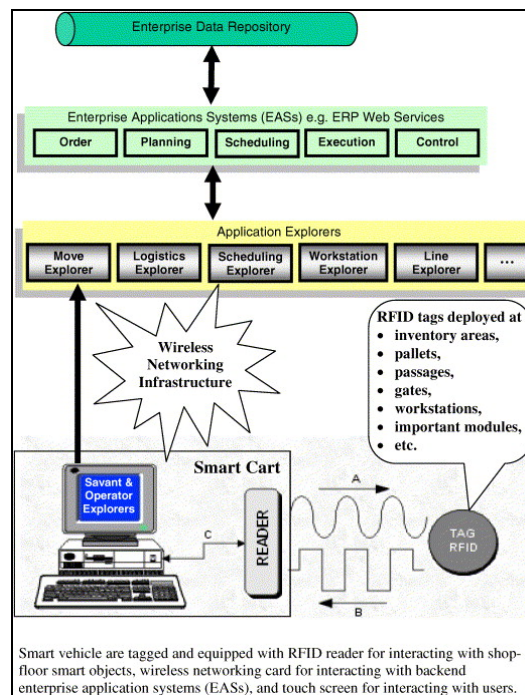 Enterprise Data Repository
Enterprise Applications Systems (EASs) e.g. ERP Web Services
Order
Planning
Scheduling
Execution
Control
Application Explorers
Move
Explorer
Logistics
Explorer
Scheduling
Explorer
Workstation
Explorer
Line
Explorer
...
Wireless
Networking
Infrastructure
RFID tags deployed at
• inventory areas,
• pallets,
• passages,
• gates,
• workstations,
• important modules,
• etc.
Smart Cart
Savant &
Operator
Explorers
C
READER
A
B
TAG
RFID
Smart vehicle are tagged and equipped with RFID reader for interacting with shop-
floor smart objects, wireless networking card for interacting with backend
enterprise application systems (EASs), and touch screen for interacting with users.